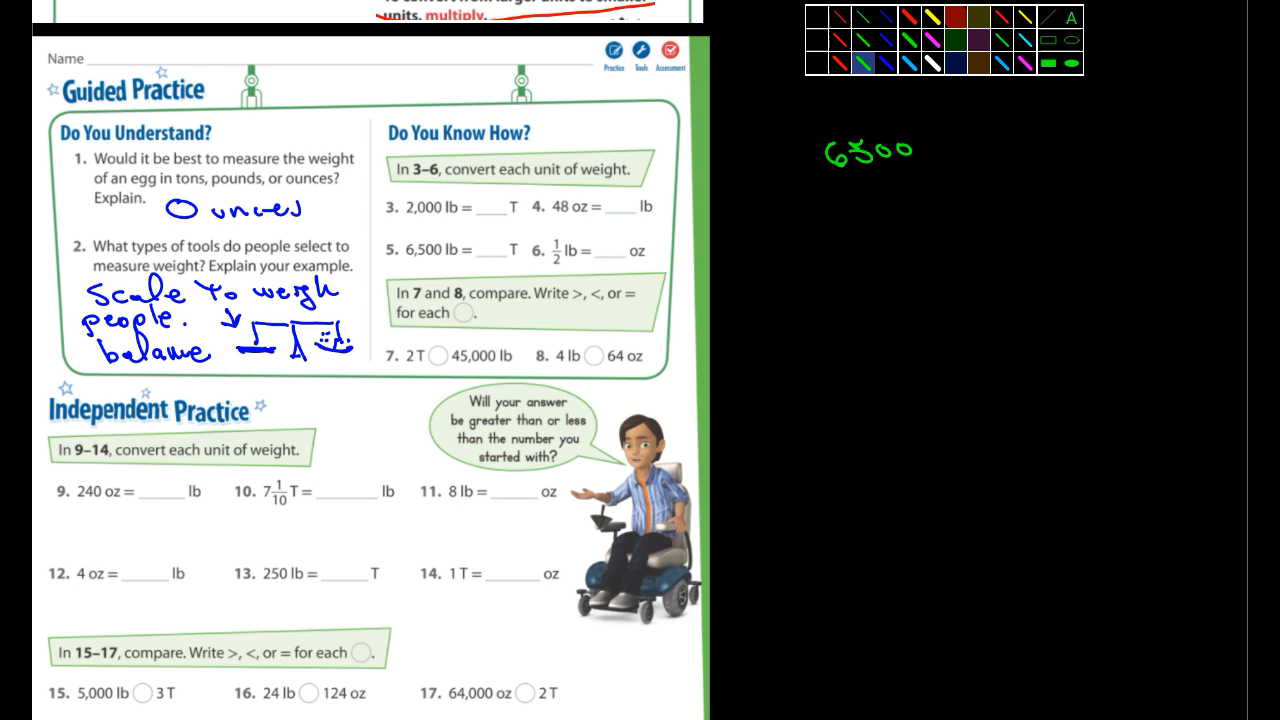 units, multiply.
Name
Practice Tools Assessment
Guided Practice
Do You Understand?
1. Would it be best to measure the weight
of an egg in tons, pounds, or ounces?
Explain.
Ounces
2. What types of tools do people select to
measure weight? Explain your example.
Scale to weigh
people.
balance
Do You Know How?
In 3–6, convert each unit of weight.
3. 2,000 lb = ____ T 4. 48 oz = ____ lb
5. 6,500 lb = ____ T 6. 1/2 lb = ____ oz
In 7 and 8, compare. Write >, <, or =
for each ◯.
7. 2 T ◯ 45,000 lb 8. 4 lb ◯ 64 oz
6500
A
Independent Practice
Will your answer
be greater than or less
than the number you
started with?
In 9–14, convert each unit of weight.
9. 240 oz = ____ lb 10. 7 1/10 T = ____ lb 11. 8 lb = ____ oz
12. 4 oz = ____ lb 13. 250 lb = ____ T 14. 1 T = ____ oz
In 15–17, compare. Write >, <, or = for each ◯.
15. 5,000 lb ◯ 3 T 16. 24 lb ◯ 124 oz 17. 64,000 oz ◯ 2 T